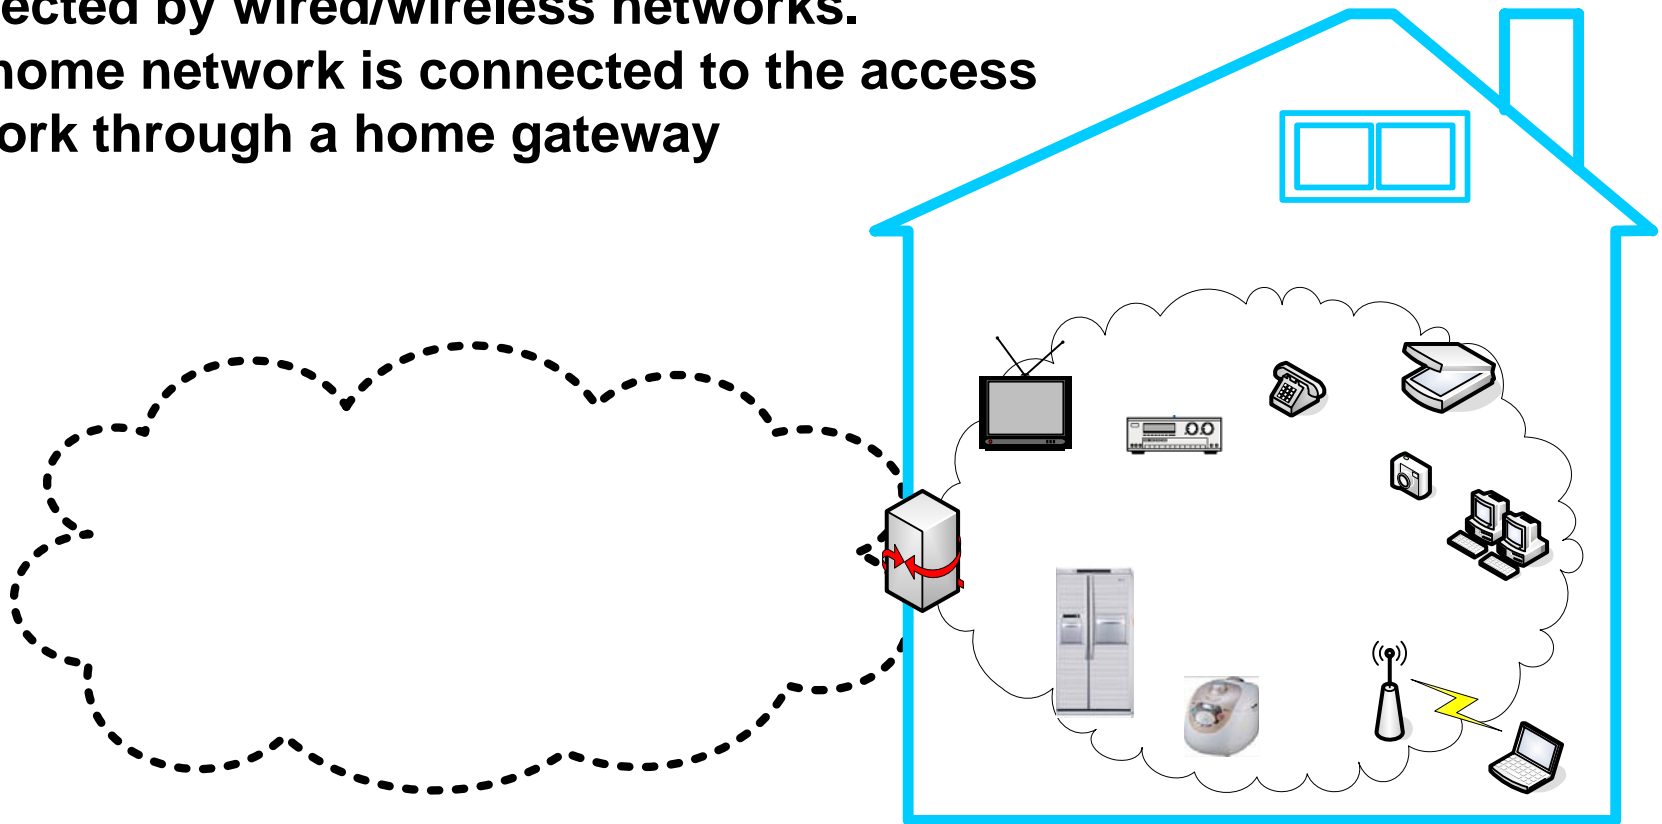 ected by wired/wireless networks.
home network is connected to the access
ork through a home gateway